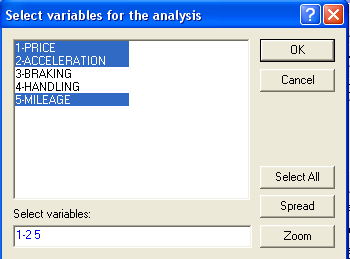 Select variables for the analysis
1-PRICE
2-ACCELERATION
3-BRAKING
4-HANDLING
5-MILEAGE
OK
Cancel
Select All
Spread
Zoom
Select variables:
1-2 5